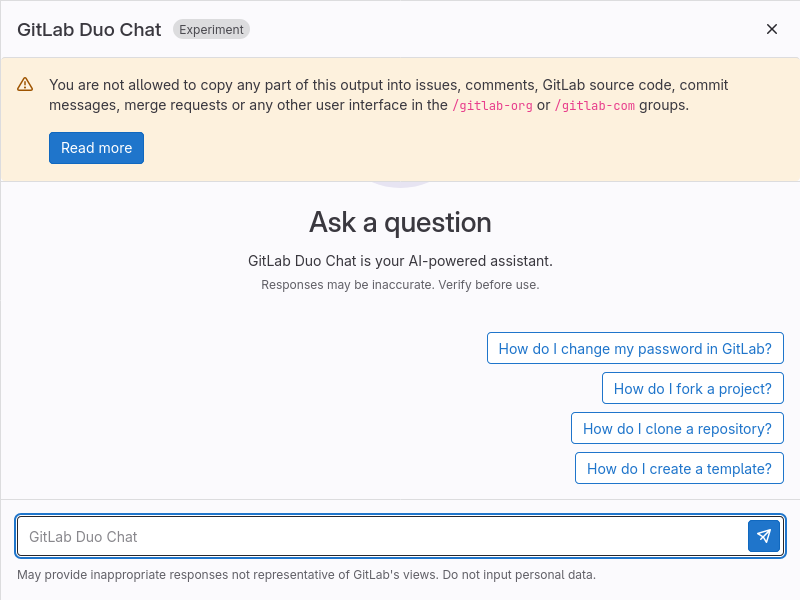 GitLab Duo Chat Experiment
You are not allowed to copy any part of this output into issues, comments, GitLab source code, commit
messages, merge requests or any other user interface in the /gitlab-org or /gitlab-com groups.
Read more
Ask a question
GitLab Duo Chat is your AI-powered assistant.
Responses may be inaccurate. Verify before use.
How do I change my password in GitLab?
How do I fork a project?
How do I clone a repository?
How do I create a template?
GitLab Duo Chat
May provide inappropriate responses not representative of GitLab's views. Do not input personal data.